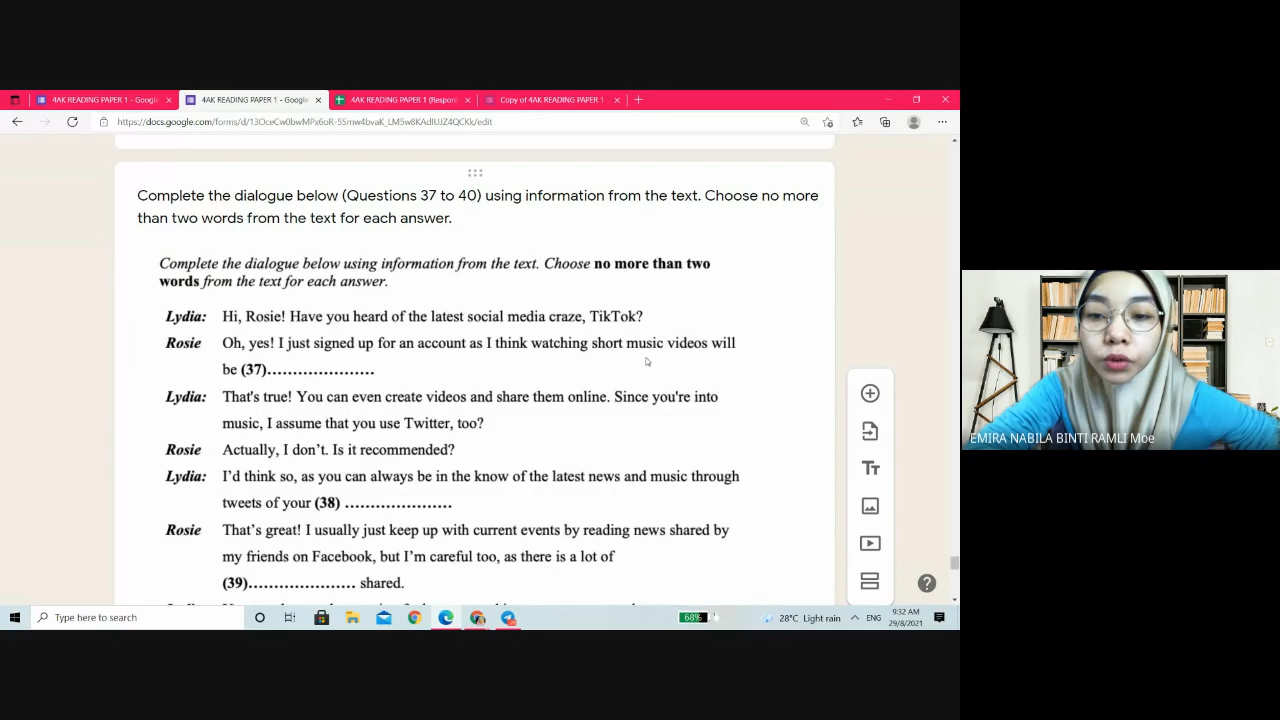 4AK READING PAPER 1 - Google
4AK READING PAPER 1 - Google
4AK READING PAPER 1 (Respon
Copy of 4AK READING PAPER 1
Complete the dialogue below (Questions 37 to 40) using information from the text. Choose no more
than two words from the text for each answer.
Complete the dialogue below using information from the text. Choose no more than two
words from the text for each answer.
Lydia: Hi, Rosie! Have you heard of the latest social media craze, TikTok?
Rosie Oh, yes! I just signed up for an account as I think watching short music videos will
be (37).....................
Lydia: That's true! You can even create videos and share them online. Since you're into
music, I assume that you use Twitter, too?
Rosie Actually, I don't. Is it recommended?
Lydia: I'd think so, as you can always be in the know of the latest news and music through
tweets of your (38) .....................
Rosie That's great! I usually just keep up with current events by reading news shared by
my friends on Facebook, but I'm careful too, as there is a lot of
(39)..................... shared.
EMIRA NABILA BINTI RAMLI Moe
Type here to search
68%
28°C Light rain
ENG
9:32 AM
29/8/2021